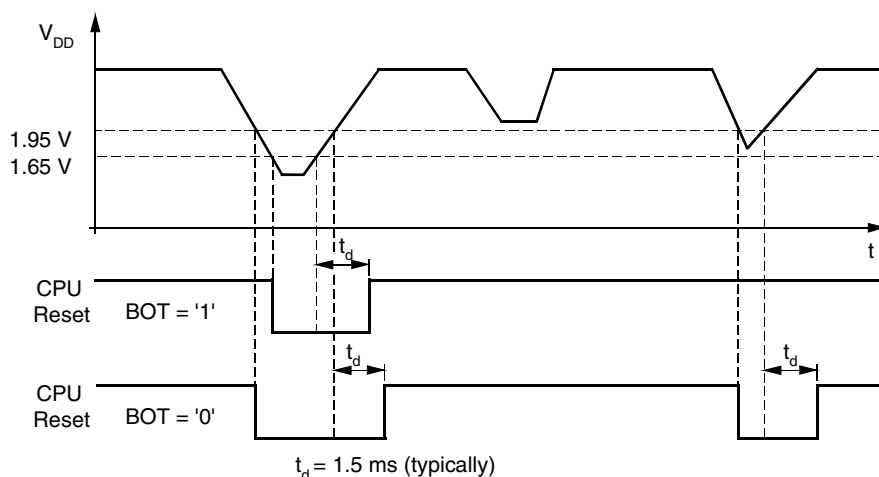 V_DD
1.95 V
1.65 V
t
t_d
CPU
Reset
BOT = '1'
t_d
CPU
Reset
BOT = '0'
t_d
t_d = 1.5 ms (typically)